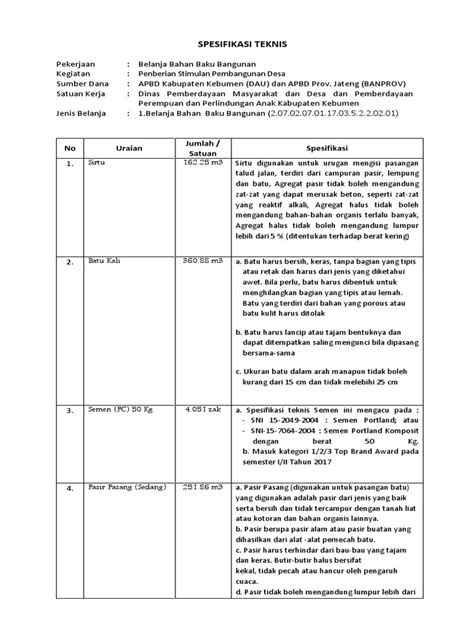 SPESIFIKASI TEKNIS
Pekerjaan : Belanja Bahan Baku Bangunan
Kegiatan : Penberian Stimulan Pembangunan Desa
Sumber Dana : APBD Kabupaten Kebumen (DAU) dan APBD Prov. Jateng (BANPROV)
Satuan Kerja : Dinas Pemberdayaan Masyarakat dan Desa dan Pemberdayaan
Perempuan dan Perlindungan Anak Kabupaten Kebumen
Jenis Belanja : 1.Belanja Bahan Baku Bangunan (2.07.02.07.01.17.03.5.2.2.02.01)
No Uraian Jumlah / Satuan Spesifikasi
1. Sirtu 162.25 m3 Sirtu digunakan untuk urugan mengisi pasangan
talud jalan, terdiri dari campuran pasir, lempung
dan batu, Agregat pasir tidak boleh mengandung
zat-zat yang dapat merusak beton, seperti zat-zat
yang reaktif alkali, Agregat halus tidak boleh
mengandung bahan-bahan organis terlalu banyak,
Agregat halus tidak boleh mengandung lumpur
lebih dari 5 % (ditentukan terhadap berat kering)
2. Batu Kali 360.88 m3 a. Batu harus bersih, keras, tanpa bagian yang tipis
atau retak dan harus dari jenis yang diketahui
awet. Bila perlu, batu harus dibentuk untuk
menghilangkan bagian yang tipis atau lemah.
Batu yang terdiri dari bahan yang porous atau
batu kulit harus ditolak
b. Batu harus lancip atau tajam bentuknya dan
dapat ditempatkan saling mengunci bila dipasang
bersama-sama
c. Ukuran batu dalam arah manapun tidak boleh
kurang dari 15 cm dan tidak melebihi 25 cm
3. Semen (PC) 50 Kg 4.051 zak a. Spesifikasi teknis Semen ini mengacu pada :
- SNI 15-2049-2004 : Semen Portland; atau
- SNI-15-7064-2004 : Semen Portland Komposit
dengan berat 50 Kg.
b. Masuk kategori 1/2/3 Top Brand Award pada
semester I/II Tahun 2017
4. Pasir Pasang (Sedang) 251.86 m3 a. Pasir Pasang (digunakan untuk pasangan batu)
yang digunakan adalah pasir dari jenis yang baik
serta bersih dan tidak tercampur dengan tanah liat
atau kotoran dan bahan organis lainnya.
b. Pasir berupa pasir alam atau pasir buatan yang
dihasilkan dari alat -alat pemecah batu.
c. Pasir harus terhindar dari bau-bau yang tajam
dan keras. Butir-butir halus bersifat
kekal, tidak pecah atau hancur oleh pengaruh
cuaca.
d. Pasir tidak boleh mengandung lumpur lebih dari